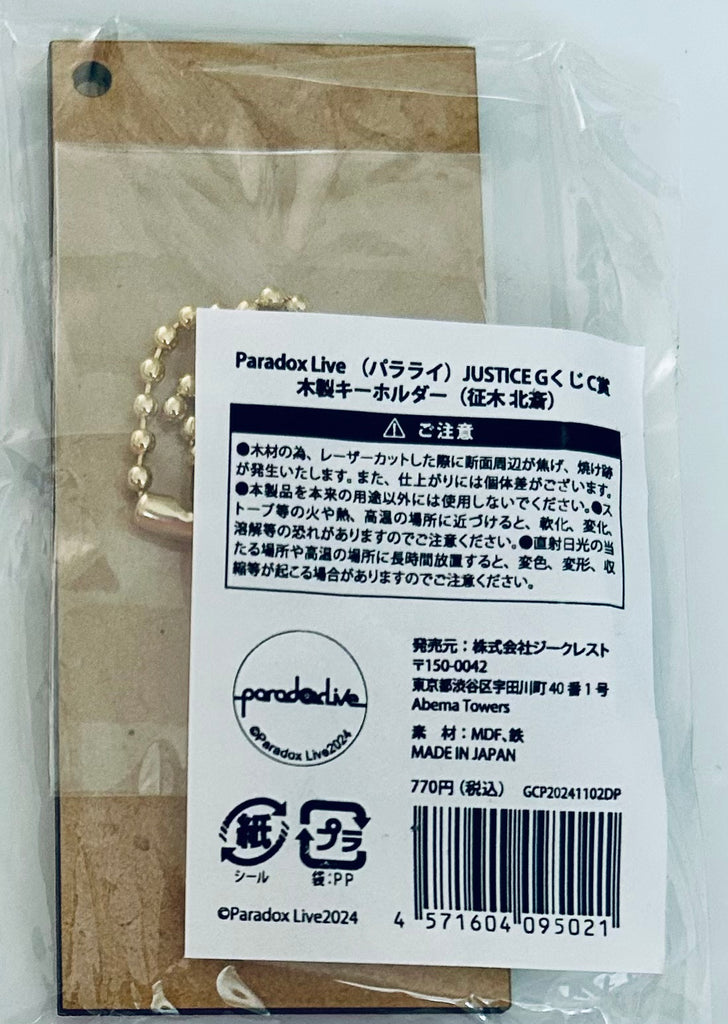 Paradox Live （パラライ）JUSTICE Gくじ C賞
木製キーホルダー（征木 北斎）
⚠ ご注意
●木材の為、レーザーカットした際に断面周辺が焦げ、焼け跡
が発生いたします。また、仕上がりには個体差がございます。
●本製品を本来の用途以外には使用しないでください。●ス
トーブ等の火や熱、高温の場所に近づけると、軟化、変化、
溶解等の恐れがありますのでご注意ください。●直射日光の当
たる場所や高温の場所に長時間放置すると、変色、変形、収
縮等が起こる場合がありますのでご注意ください。
paradoxlive
©Paradox Live2024
発売元：株式会社ジークレスト
〒150-0042
東京都渋谷区宇田川町 40 番 1 号
Abema Towers
素　材：MDF、鉄
MADE IN JAPAN
770円（税込） GCP20241102DP
紙
シール
プラ
袋：PP
©Paradox Live2024
4 571604 095021